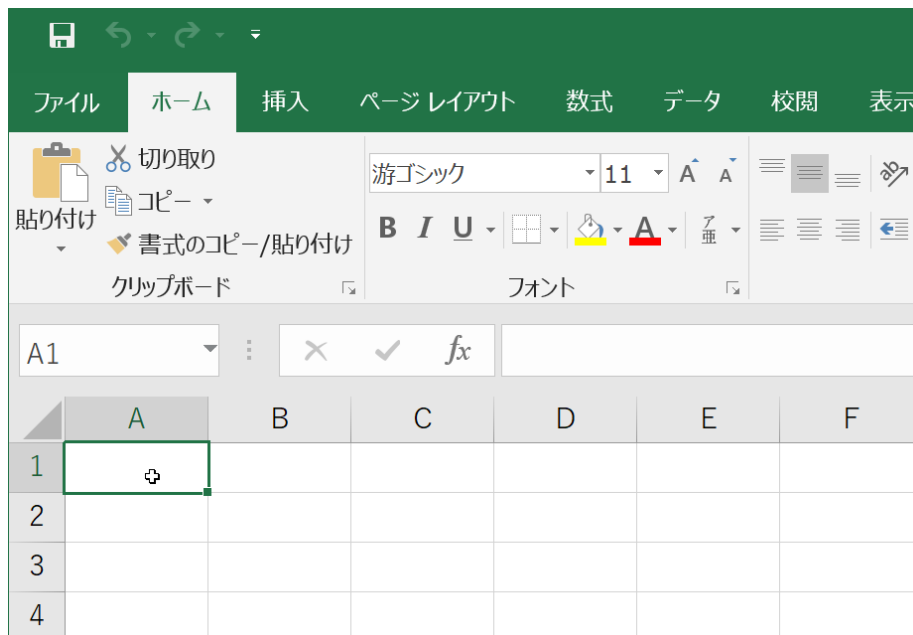 ファイル ホーム 挿入 ページ レイアウト 数式 データ 校閲 表示
切り取り
コピー
貼り付け
書式のコピー/貼り付け
クリップボード
游ゴシック 11 A A
B I U A ア亜
フォント
ab
A1 fx
A B C D E F
1
2
3
4